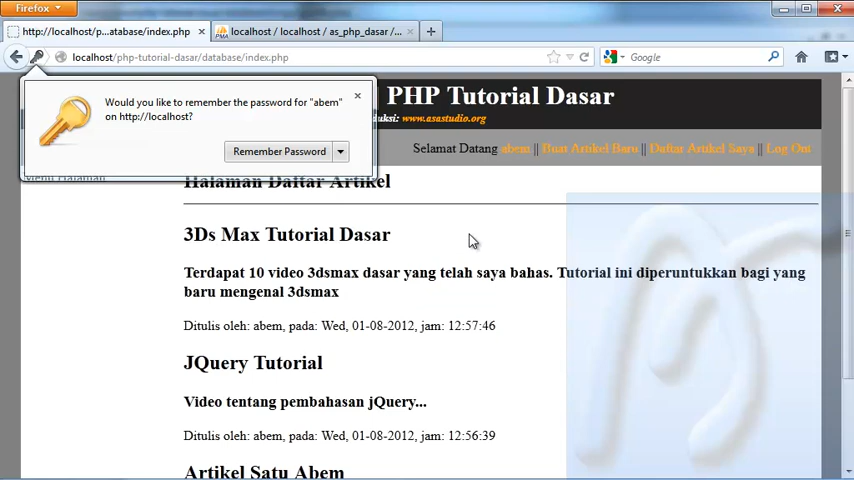 Firefox
http://localhost/p...atabase/index.php
localhost / localhost / as_php_dasar /...
localhost/php-tutorial-dasar/database/index.php
Google
Would you like to remember the password for "abem"
on http://localhost?
Remember Password
PHP Tutorial Dasar
duksi: www.asastudio.org
Selamat Datang abem || Buat Artikel Baru || Daftar Artikel Saya || Log Out
Menu Halaman
Halaman Daftar Artikel
3Ds Max Tutorial Dasar
Terdapat 10 video 3dsmax dasar yang telah saya bahas. Tutorial ini diperuntukkan bagi yang
baru mengenal 3dsmax
Ditulis oleh: abem, pada: Wed, 01-08-2012, jam: 12:57:46
JQuery Tutorial
Video tentang pembahasan jQuery...
Ditulis oleh: abem, pada: Wed, 01-08-2012, jam: 12:56:39
Artikel Satu Abem